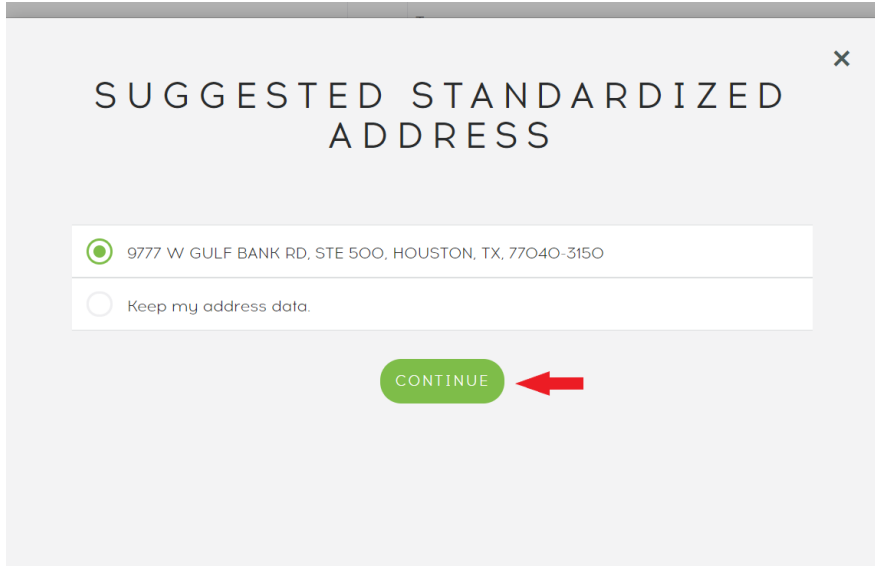 SUGGESTED STANDARDIZED
ADDRESS
9777 W GULF BANK RD, STE 500, HOUSTON, TX, 77040-3150
Keep my address data.
CONTINUE